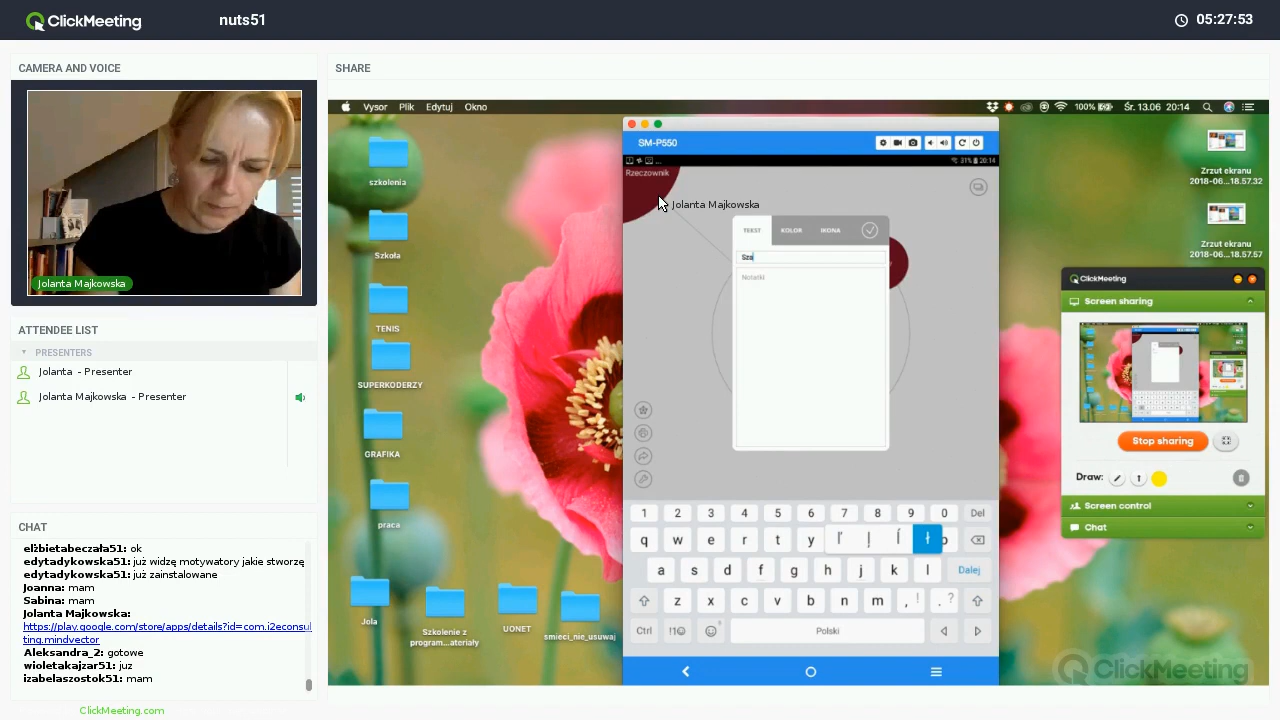 ClickMeeting
nuts51
05:27:53
CAMERA AND VOICE
Jolanta Majkowska
ATTENDEE LIST
PRESENTERS
Jolanta - Presenter
Jolanta Majkowska - Presenter
CHAT
elżbietabeczała51: ok
edytadykowska51: już widzę motywatory jakie stworzę
edytadykowska51: już zainstalowane
Joanna: mam
Sabina: mam
Jolanta Majkowska:
https://play.google.com/store/apps/details?id=com.i2econsul
ting.mindvector
Aleksandra_2: gotowe
wioletakajzar51: juz
izabelaszostok51: mam
ClickMeeting.com
SHARE
Vysor Plik Edytuj Okno
100% Śr. 13.06 20:14
szkolenia
Szkoła
TENIS
SUPERKODERZY
GRAFIKA
praca
Jola
Szkolenie z
program...ateriały
UONET
smieci_nie_usuwaj
SM-P550
31% 20:14
Rzeczownik
Jolanta Majkowska
TEKST KOLOR IKONA
Sza
Notatki
1 2 3 4 5 6 7 8 9 0 Del
q w e r t y ľ ļ ĺ ł p
a s d f g h j k l Dalej
z x c v b n m , ! . ?
Ctrl !1☺ Polski
Zrzut ekranu
2018-06...18.57.32
Zrzut ekranu
2018-06...18.57.57
ClickMeeting
Screen sharing
Stop sharing
Draw:
Screen control
Chat
ClickMeeting